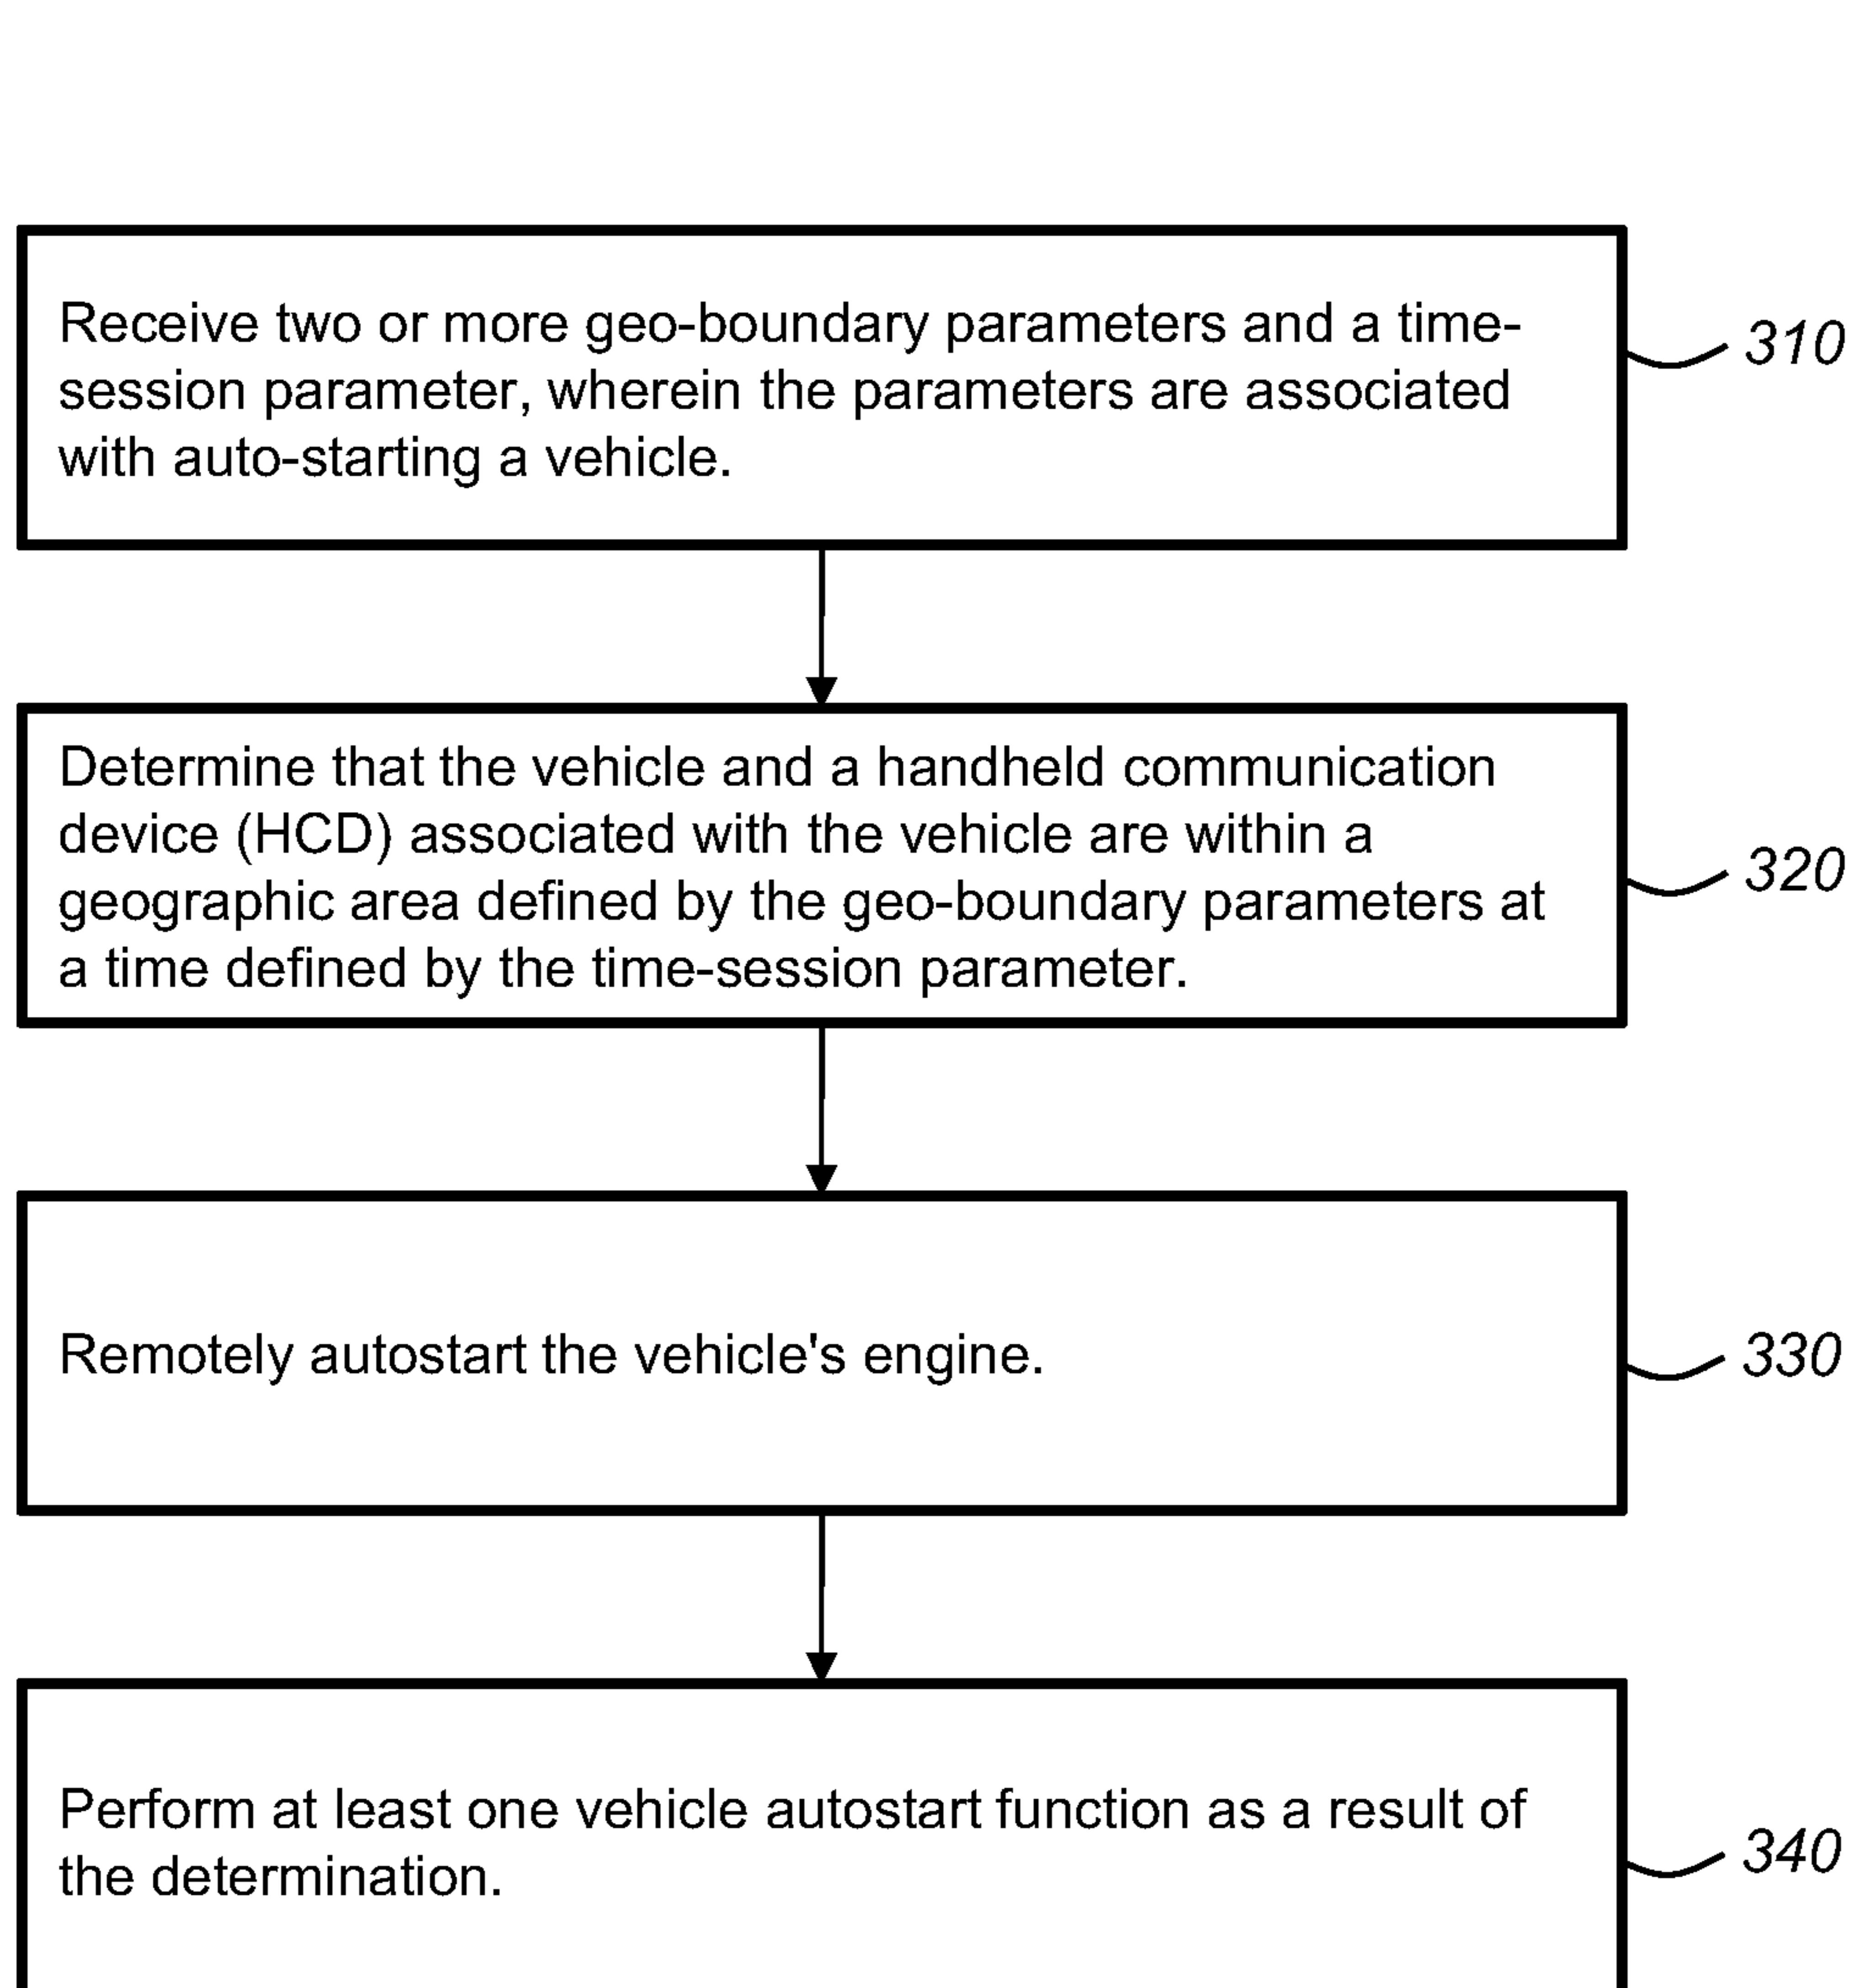 Receive two or more geo-boundary parameters and a time-
session parameter, wherein the parameters are associated
with auto-starting a vehicle.
310
Determine that the vehicle and a handheld communication
device (HCD) associated with the vehicle are within a
geographic area defined by the geo-boundary parameters at
a time defined by the time-session parameter.
320
Remotely autostart the vehicle's engine.
330
Perform at least one vehicle autostart function as a result of
the determination.
340